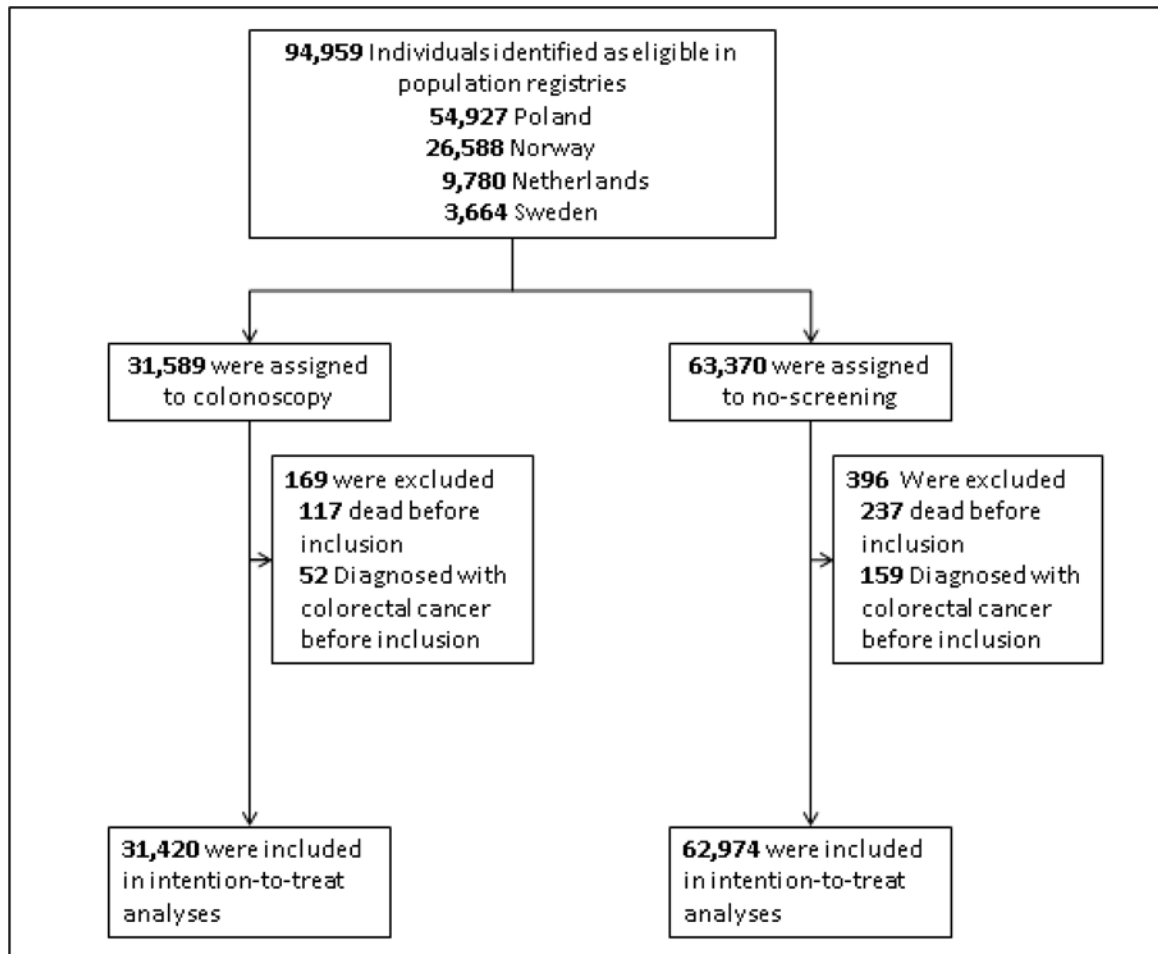 94,959 Individuals identified as eligible in
population registries
54,927 Poland
26,588 Norway
9,780 Netherlands
3,664 Sweden
31,589 were assigned
to colonoscopy
63,370 were assigned
to no-screening
169 were excluded
117 dead before
inclusion
52 Diagnosed with
colorectal cancer
before inclusion
396 Were excluded
237 dead before
inclusion
159 Diagnosed with
colorectal cancer
before inclusion
31,420 were included
in intention-to-treat
analyses
62,974 were included
in intention-to-treat
analyses